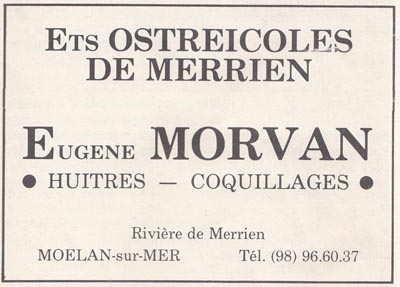 ETS OSTREICOLES
DE MERRIEN
EUGENE MORVAN
● HUITRES — COQUILLAGES ●
Rivière de Merrien
MOELAN-sur-MER Tél. (98) 96.60.37